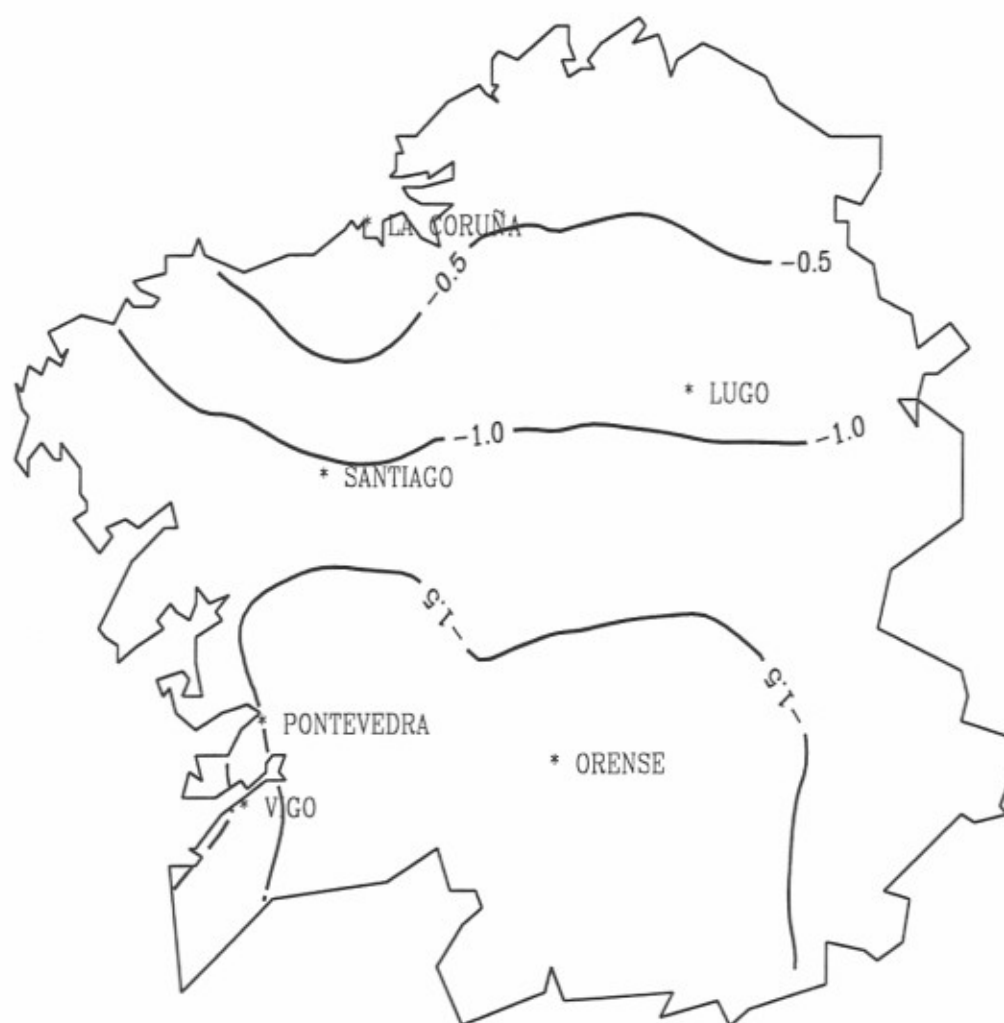 * LA CORUÑA
-0.5
-0.5
* LUGO
-1.0
-1.0
* SANTIAGO
-1.5
-1.5
* PONTEVEDRA
* ORENSE
* VIGO